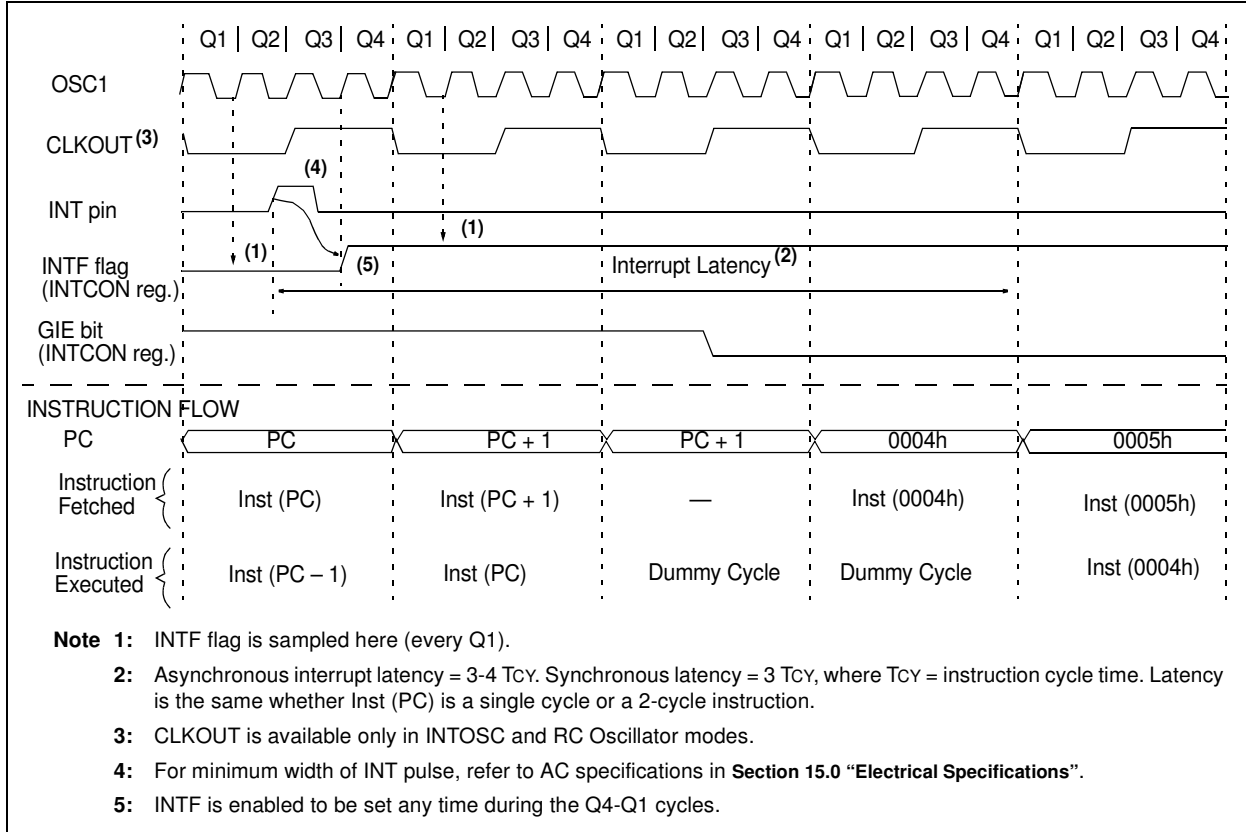 Q1 | Q2 | Q3 | Q4 Q1 | Q2 | Q3 | Q4 Q1 | Q2 | Q3 | Q4 Q1 | Q2 | Q3 | Q4 Q1 | Q2 | Q3 | Q4
OSC1
CLKOUT (3)
(4)
INT pin
(1) (1)
INTF flag
(INTCON reg.)
(5) Interrupt Latency (2)
GIE bit
(INTCON reg.)
INSTRUCTION FLOW
PC PC PC + 1 PC + 1 0004h 0005h
Instruction
Fetched
Inst (PC) Inst (PC + 1) — Inst (0004h) Inst (0005h)
Instruction
Executed
Inst (PC – 1) Inst (PC) Dummy Cycle Dummy Cycle Inst (0004h)
Note 1: INTF flag is sampled here (every Q1).
2: Asynchronous interrupt latency = 3-4 TCY. Synchronous latency = 3 TCY, where TCY = instruction cycle time. Latency
is the same whether Inst (PC) is a single cycle or a 2-cycle instruction.
3: CLKOUT is available only in INTOSC and RC Oscillator modes.
4: For minimum width of INT pulse, refer to AC specifications in Section 15.0 “Electrical Specifications”.
5: INTF is enabled to be set any time during the Q4-Q1 cycles.